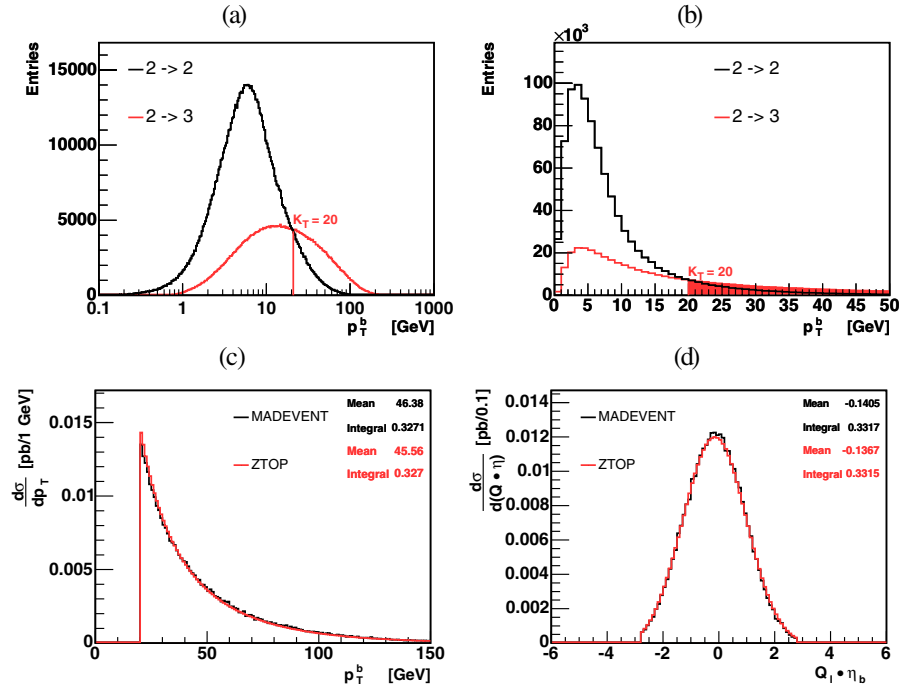 (a)
Entries
15000
10000
5000
0
2 -> 2
2 -> 3
K_T = 20
0.1 1 10 100 1000
p_T^b [GeV]
(b)
Entries
×10^3
100
80
60
40
20
0
2 -> 2
2 -> 3
K_T = 20
0 5 10 15 20 25 30 35 40 45 50
p_T^b [GeV]
(c)
dσ/dp_T [pb/1 GeV]
0.015
0.01
0.005
0
MADEVENT
ZTOP
Mean 46.38
Integral 0.3271
Mean 45.56
Integral 0.327
0 50 100 150
p_T^b [GeV]
(d)
dσ/d(Q • η) [pb/0.1]
0.014
0.012
0.01
0.008
0.006
0.004
0.002
0
MADEVENT
ZTOP
Mean -0.1405
Integral 0.3317
Mean -0.1367
Integral 0.3315
-6 -4 -2 0 2 4 6
Q_l • η_b